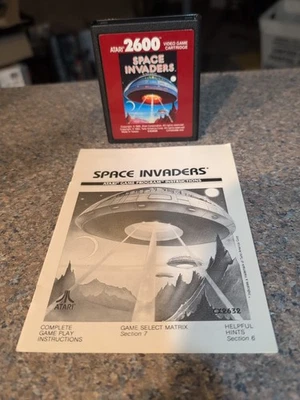 ATARI 2600 VIDEO GAME CARTRIDGE
SPACE
INVADERS
SPACE INVADERS
ATARI GAME PROGRAM INSTRUCTIONS
ATARI
CX2632
COMPLETE
GAME PLAY
INSTRUCTIONS
GAME SELECT MATRIX
Section 7
HELPFUL
HINTS
Section 6